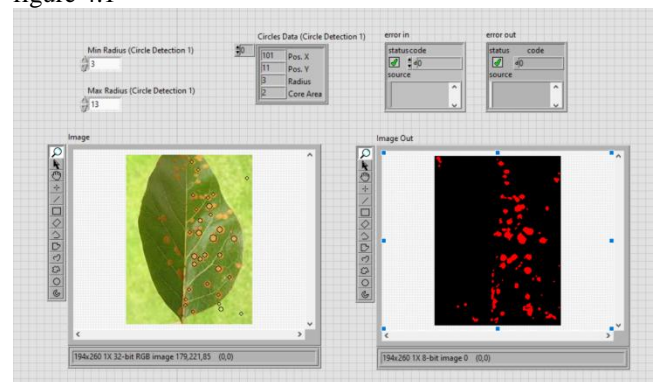 figure 4.1
Min Radius (Circle Detection 1)
3
Max Radius (Circle Detection 1)
13
Circles Data (Circle Detection 1)
0
101 Pos. X
11 Pos. Y
3 Radius
2 Core Area
error in
status code
0
source
error out
status code
0
source
Image
194x260 1X 32-bit RGB image 179,221,85 (0,0)
Image Out
194x260 1X 8-bit image 0 (0,0)